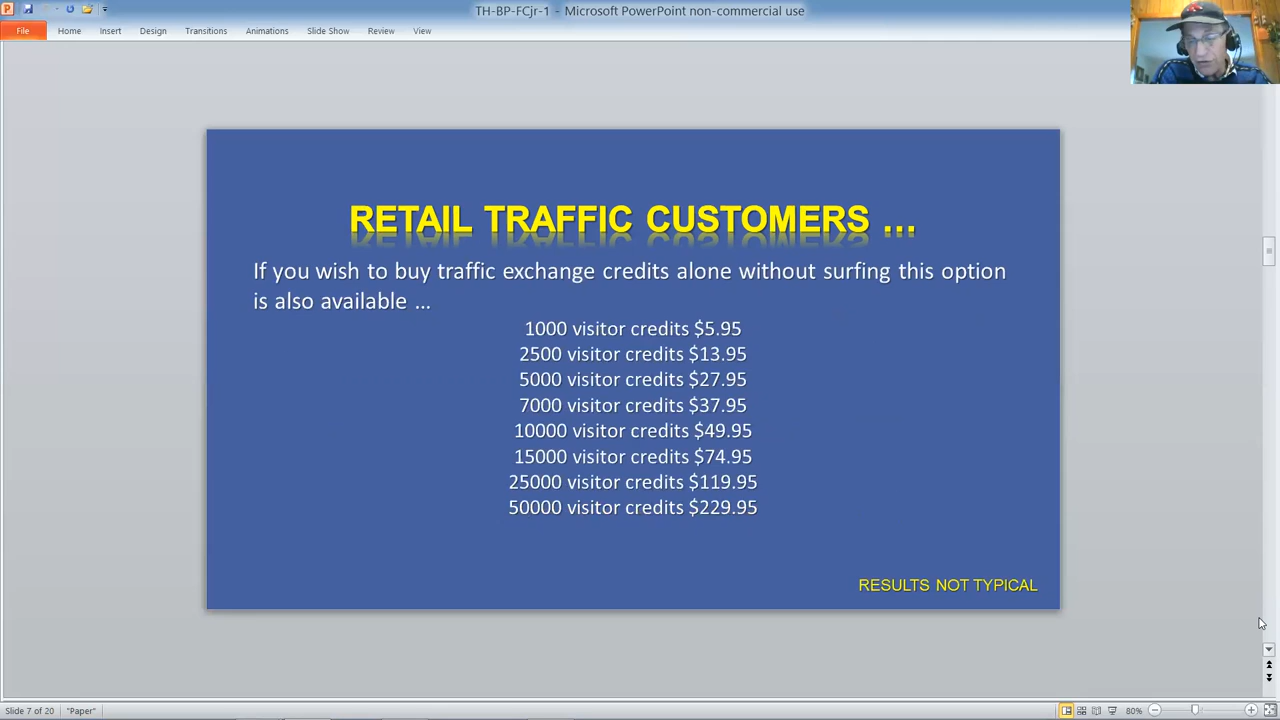 TH-BP-FCjr-1 - Microsoft PowerPoint non-commercial use
File Home Insert Design Transitions Animations Slide Show Review View
RETAIL TRAFFIC CUSTOMERS ...
If you wish to buy traffic exchange credits alone without surfing this option
is also available ...
1000 visitor credits $5.95
2500 visitor credits $13.95
5000 visitor credits $27.95
7000 visitor credits $37.95
10000 visitor credits $49.95
15000 visitor credits $74.95
25000 visitor credits $119.95
50000 visitor credits $229.95
RESULTS NOT TYPICAL
Slide 7 of 20 "Paper" 80%